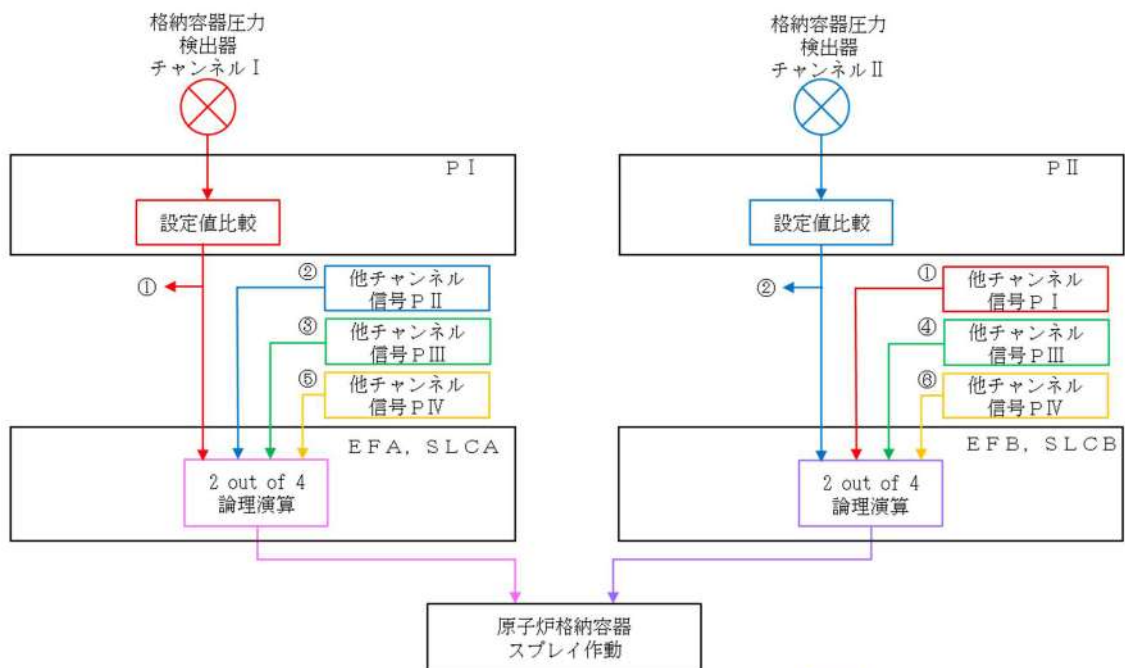 格納容器圧力
検出器
チャンネルⅠ
格納容器圧力
検出器
チャンネルⅡ
PⅠ
PⅡ
設定値比較
設定値比較
①
②
他チャンネル
信号PⅡ
③
他チャンネル
信号PⅢ
⑤
他チャンネル
信号PⅣ
②
①
他チャンネル
信号PⅠ
④
他チャンネル
信号PⅢ
⑥
他チャンネル
信号PⅣ
EFA, SLCA
EFB, SLCB
2 out of 4
論理演算
2 out of 4
論理演算
原子炉格納容器
スプレイ作動